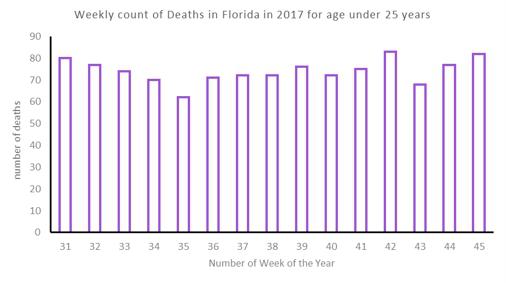 Weekly count of Deaths in Florida in 2017 for age under 25 years
number of deaths
90
80
70
60
50
40
30
20
10
0
31 32 33 34 35 36 37 38 39 40 41 42 43 44 45
Number of Week of the Year